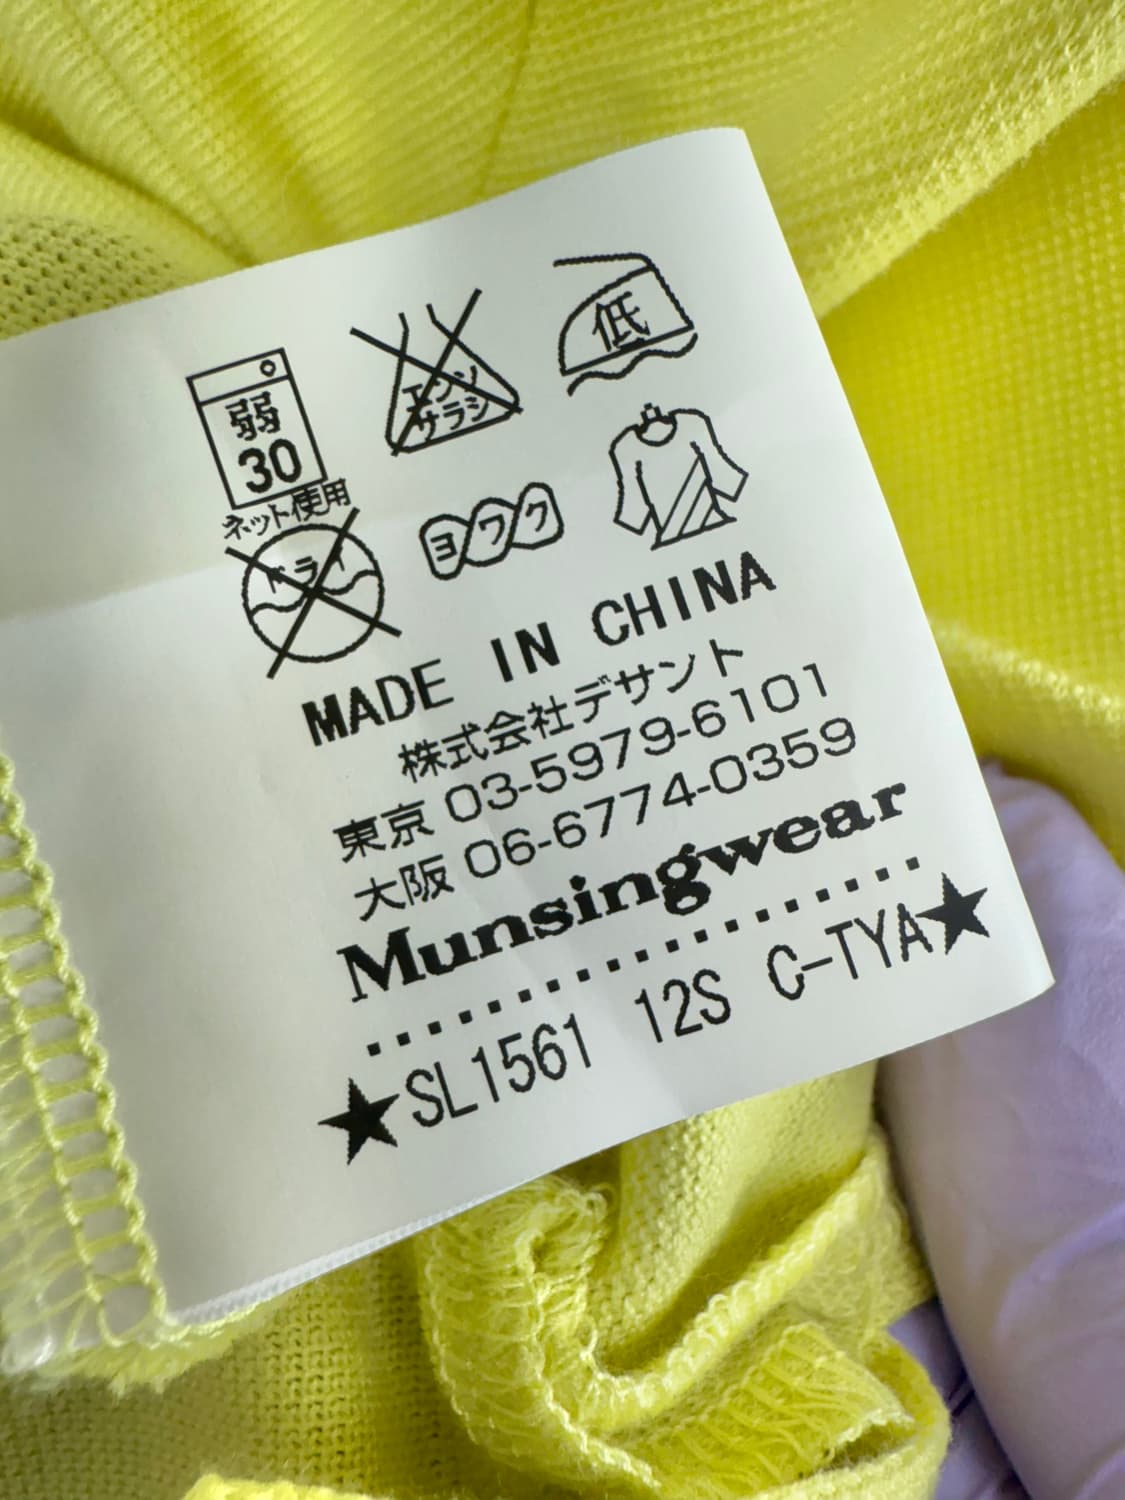 弱
30
ネット使用
エンソ
サラシ
低
ドライ
ヨワク
MADE IN CHINA
株式会社デサント
東京 03-5979-6101
大阪 06-6774-0359
Munsingwear
★SL1561 12S C-TYA★